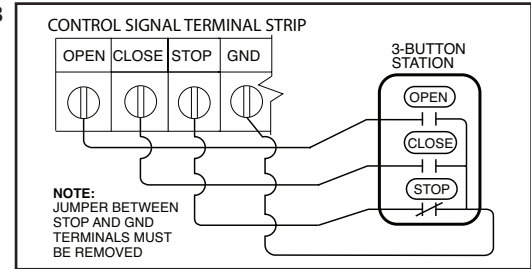 3
CONTROL SIGNAL TERMINAL STRIP
OPEN CLOSE STOP GND
3-BUTTON
STATION
OPEN
CLOSE
STOP
NOTE:
JUMPER BETWEEN
STOP AND GND
TERMINALS MUST
BE REMOVED